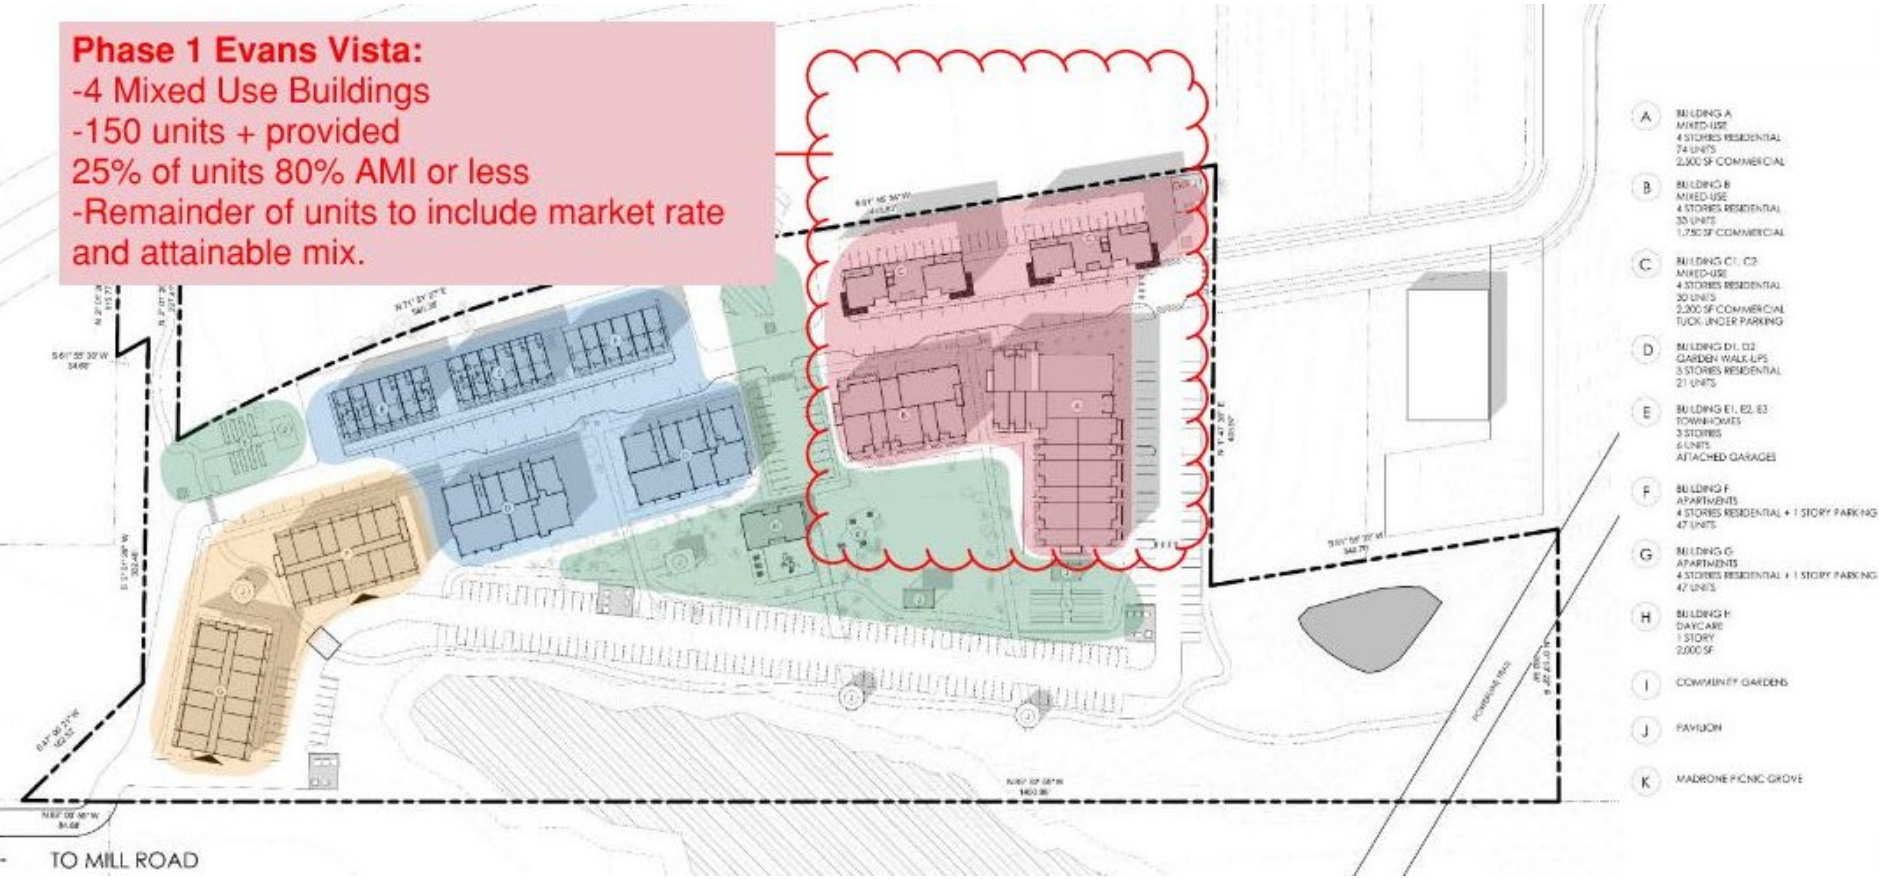 Phase 1 Evans Vista:
-4 Mixed Use Buildings
-150 units + provided
25% of units 80% AMI or less
-Remainder of units to include market rate
and attainable mix.
A
BUILDING A
MIXED-USE
4 STORIES RESIDENTIAL
74 UNITS
2,500 SF COMMERCIAL
B
BUILDING B
MIXED-USE
4 STORIES RESIDENTIAL
33 UNITS
1,750 SF COMMERCIAL
C
BUILDING C1, C2
MIXED-USE
4 STORIES RESIDENTIAL
30 UNITS
2,200 SF COMMERCIAL
TUCK-UNDER PARKING
D
BUILDING D1, D2
GARDEN WALK-UPS
3 STORIES RESIDENTIAL
21 UNITS
E
BUILDING E1, E2, E3
TOWNHOMES
3 STORIES
6 UNITS
ATTACHED GARAGES
F
BUILDING F
APARTMENTS
4 STORIES RESIDENTIAL + 1 STORY PARKING
47 UNITS
G
BUILDING G
APARTMENTS
4 STORIES RESIDENTIAL + 1 STORY PARKING
47 UNITS
H
BUILDING H
DAYCARE
1 STORY
2,000 SF
I
COMMUNITY GARDENS
J
PAVILION
K
MADRONE PICNIC GROVE
POWERLINE ROAD
TO MILL ROAD